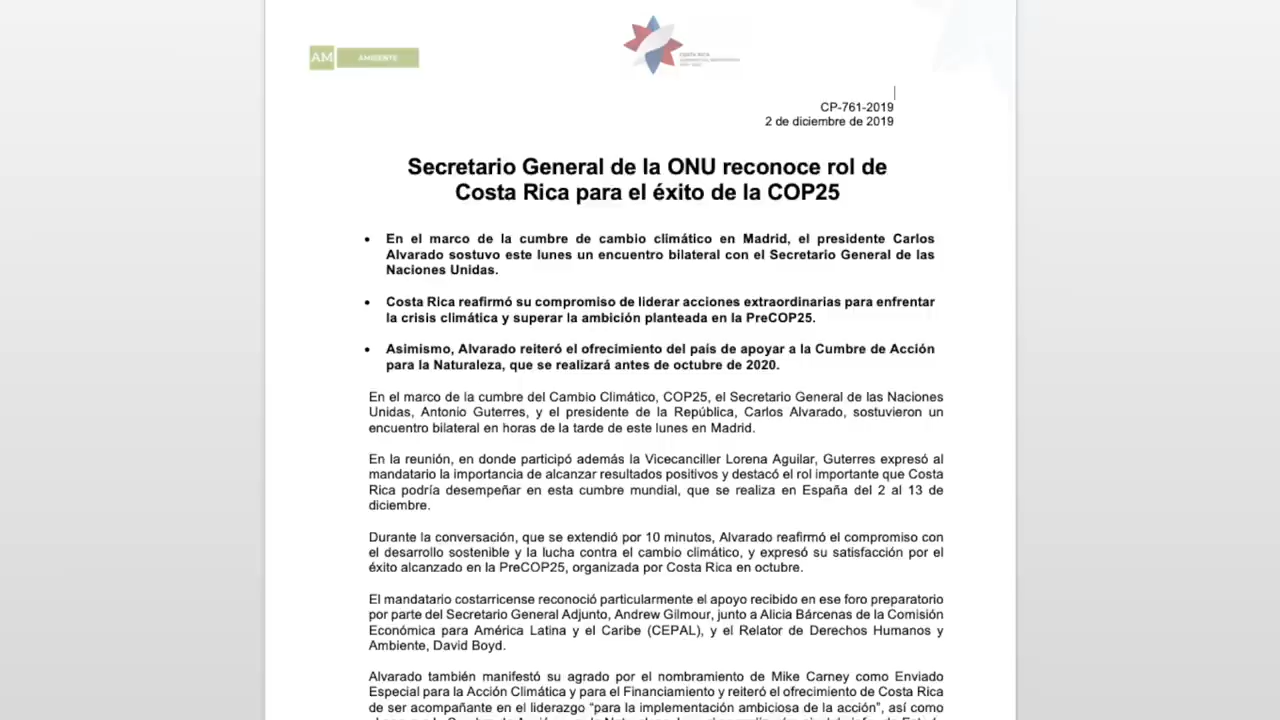 AM AMBIENTE
COSTA RICA
CP-761-2019
2 de diciembre de 2019
Secretario General de la ONU reconoce rol de
Costa Rica para el éxito de la COP25
• En el marco de la cumbre de cambio climático en Madrid, el presidente Carlos
Alvarado sostuvo este lunes un encuentro bilateral con el Secretario General de las
Naciones Unidas.
• Costa Rica reafirmó su compromiso de liderar acciones extraordinarias para enfrentar
la crisis climática y superar la ambición planteada en la PreCOP25.
• Asimismo, Alvarado reiteró el ofrecimiento del país de apoyar a la Cumbre de Acción
para la Naturaleza, que se realizará antes de octubre de 2020.
En el marco de la cumbre del Cambio Climático, COP25, el Secretario General de las Naciones
Unidas, Antonio Guterres, y el presidente de la República, Carlos Alvarado, sostuvieron un
encuentro bilateral en horas de la tarde de este lunes en Madrid.
En la reunión, en donde participó además la Vicecanciller Lorena Aguilar, Guterres expresó al
mandatario la importancia de alcanzar resultados positivos y destacó el rol importante que Costa
Rica podría desempeñar en esta cumbre mundial, que se realiza en España del 2 al 13 de
diciembre.
Durante la conversación, que se extendió por 10 minutos, Alvarado reafirmó el compromiso con
el desarrollo sostenible y la lucha contra el cambio climático, y expresó su satisfacción por el
éxito alcanzado en la PreCOP25, organizada por Costa Rica en octubre.
El mandatario costarricense reconoció particularmente el apoyo recibido en ese foro preparatorio
por parte del Secretario General Adjunto, Andrew Gilmour, junto a Alicia Bárcenas de la Comisión
Económica para América Latina y el Caribe (CEPAL), y el Relator de Derechos Humanos y
Ambiente, David Boyd.
Alvarado también manifestó su agrado por el nombramiento de Mike Carney como Enviado
Especial para la Acción Climática y para el Financiamiento y reiteró el ofrecimiento de Costa Rica
de ser acompañante en el liderazgo “para la implementación ambiciosa de la acción”, así como